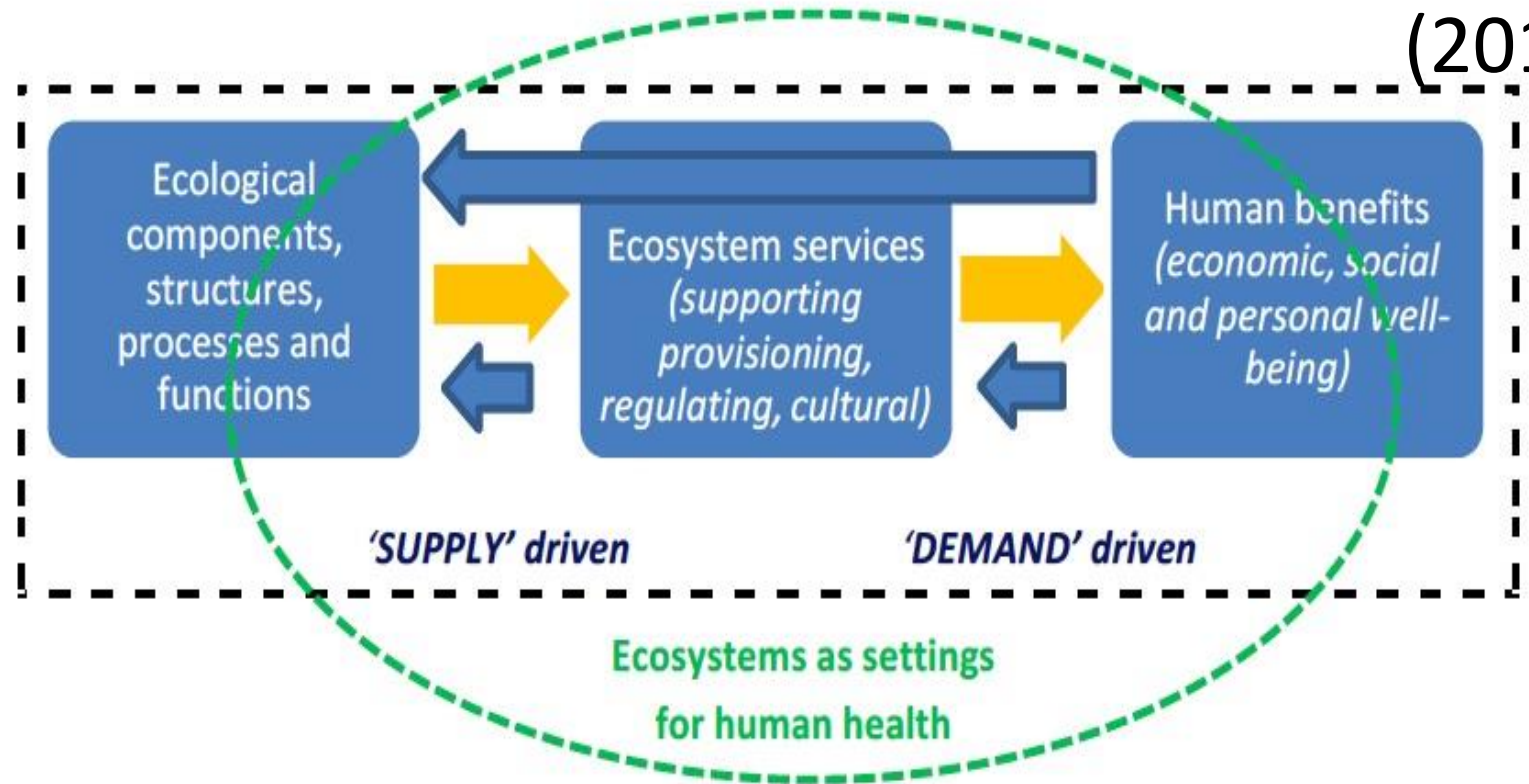 (201
Ecological
components,
structures,
processes and
functions
Ecosystem services
(supporting
provisioning,
regulating, cultural)
Human benefits
(economic, social
and personal well-
being)
‘SUPPLY’ driven
‘DEMAND’ driven
Ecosystems as settings
for human health